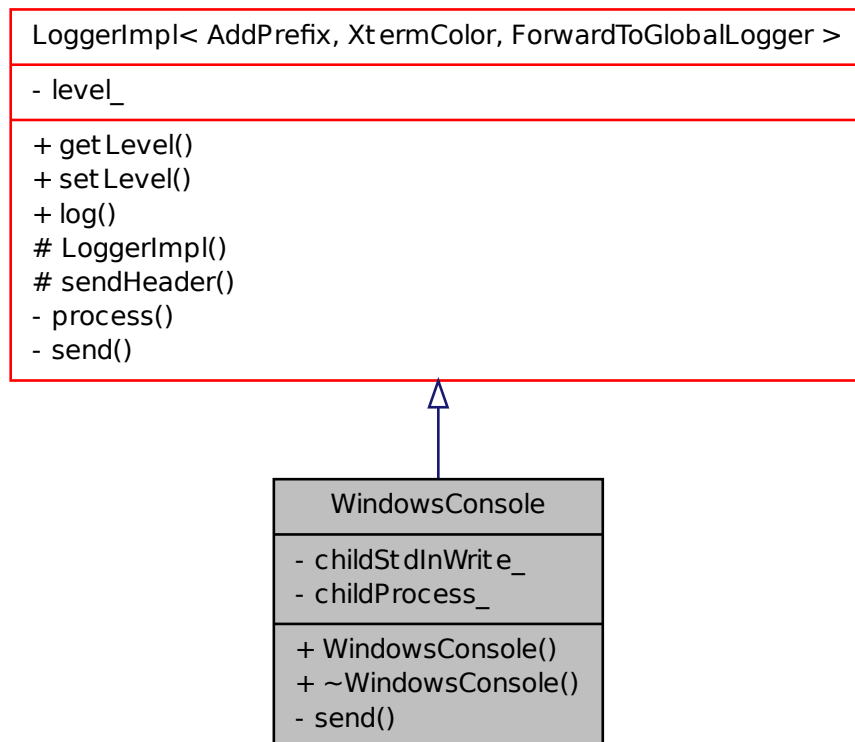 LoggerImpl< AddPrefix, XtermColor, ForwardToGlobalLogger >
- level_
+ getLevel()
+ setLevel()
+ log()
# LoggerImpl()
# sendHeader()
- process()
- send()
WindowsConsole
- childStdInWrite_
- childProcess_
+ WindowsConsole()
+ ~WindowsConsole()
- send()